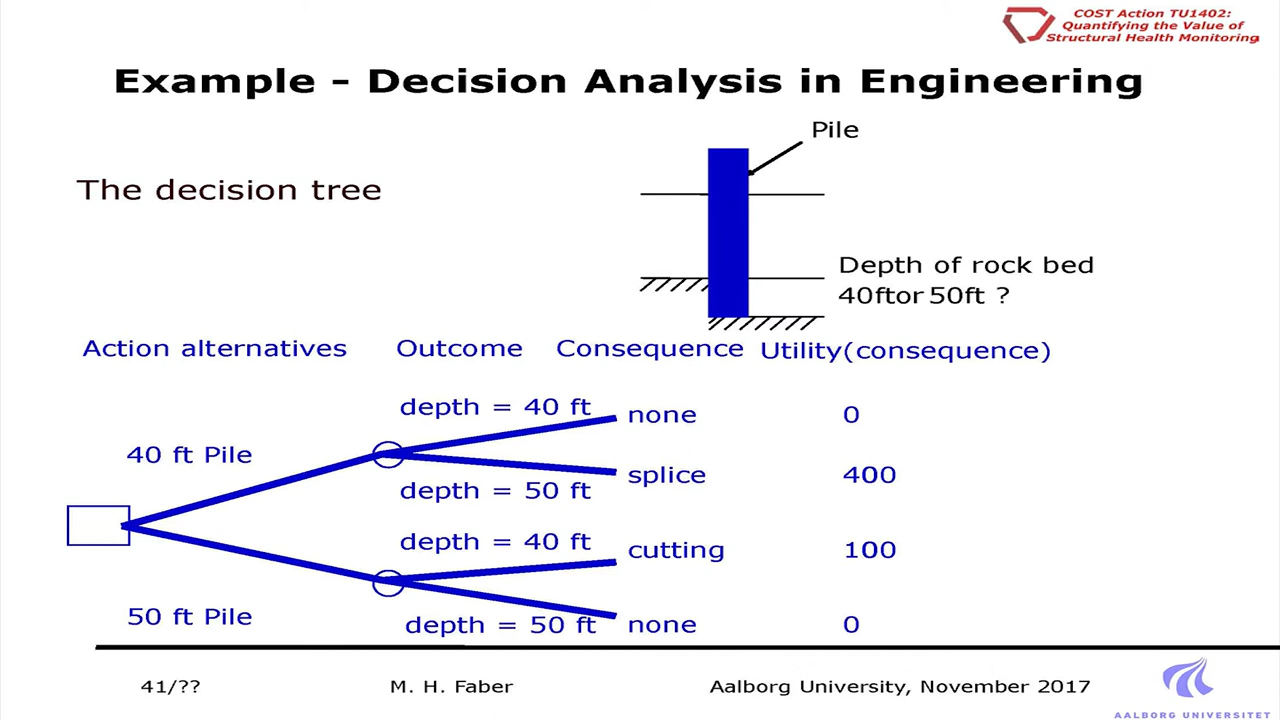 COST Action TU1402:
Quantifying the Value of
Structural Health Monitoring
Example - Decision Analysis in Engineering
Pile
The decision tree
Depth of rock bed
40ftor 50ft ?
Action alternatives Outcome Consequence Utility(consequence)
depth = 40 ft none 0
40 ft Pile
splice 400
depth = 50 ft
depth = 40 ft cutting 100
50 ft Pile
depth = 50 ft none 0
41/?? M. H. Faber Aalborg University, November 2017
AALBORG UNIVERSITET